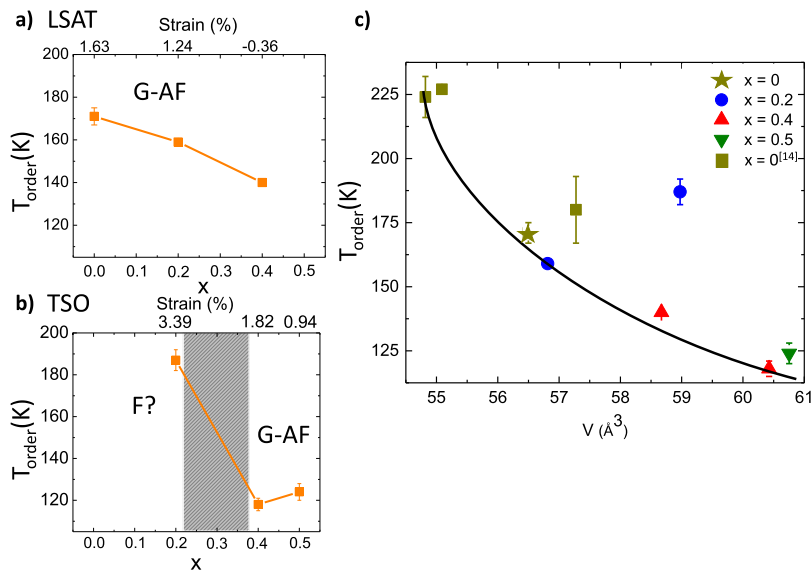 a) LSAT
Strain (%)
1.63 1.24 -0.36
200
180
160
140
T_order(K)
G-AF
0.0 0.1 0.2 0.3 0.4 0.5
x
b) TSO
Strain (%)
3.39 1.82 0.94
200
180
160
140
120
T_order(K)
F?
G-AF
0.0 0.1 0.2 0.3 0.4 0.5
x
c)
x = 0
x = 0.2
x = 0.4
x = 0.5
x = 0[14]
225
200
175
150
125
T_order(K)
55 56 57 58 59 60 61
V (Å³)